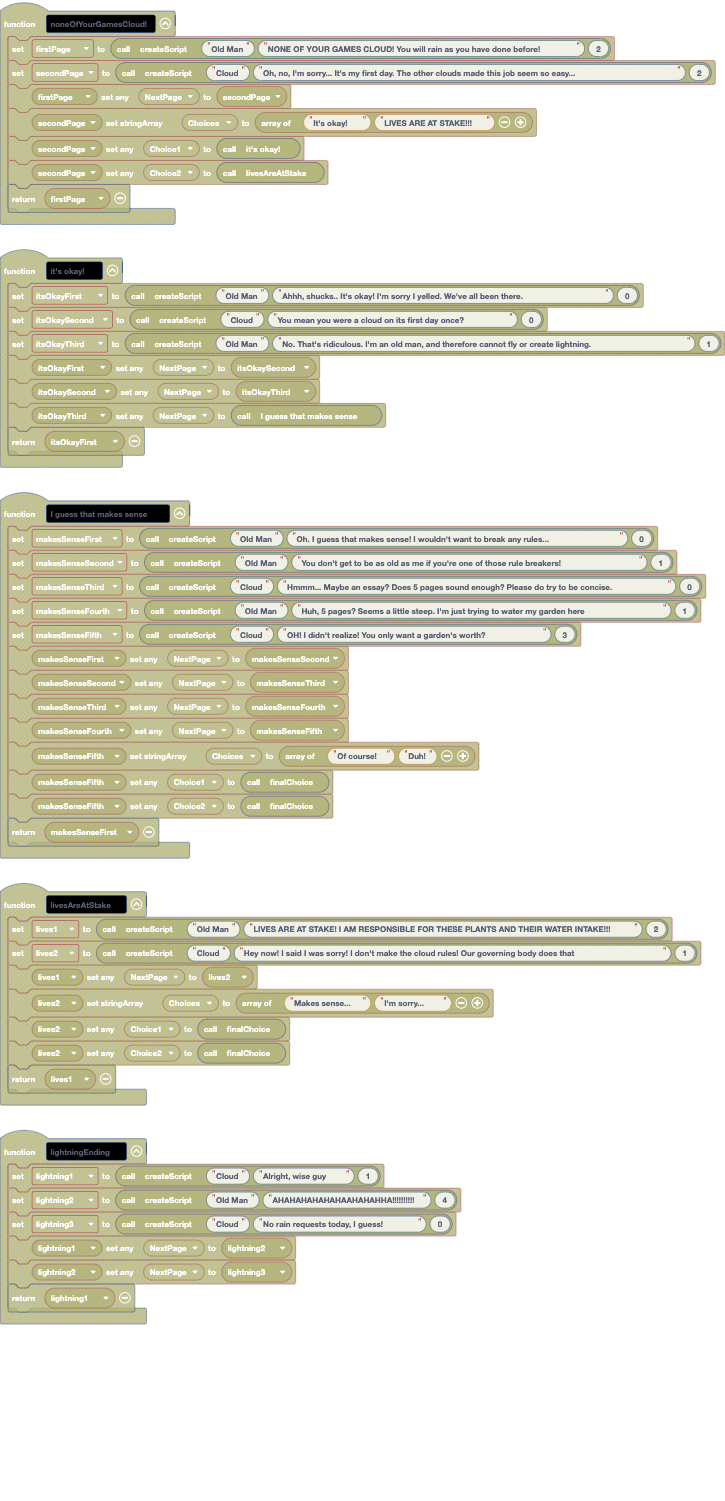 function noneOfYourGamesCloud!
set firstPage to call createScript "Old Man" "NONE OF YOUR GAMES CLOUD! You will rain as you have done before!" 2
set secondPage to call createScript "Cloud" "Oh, no, I'm sorry... It's my first day. The other clouds made this job seem so easy..." 2
firstPage set any NextPage to secondPage
secondPage set stringArray Choices to array of "It's okay!" "LIVES ARE AT STAKE!!!"
secondPage set any Choice1 to call it's okay!
secondPage set any Choice2 to call livesAreAtStake
return firstPage
function it's okay!
set itsOkayFirst to call createScript "Old Man" "Ahhh, shucks.. It's okay! I'm sorry I yelled. We've all been there." 0
set itsOkaySecond to call createScript "Cloud" "You mean you were a cloud on its first day once?" 0
set itsOkayThird to call createScript "Old Man" "No. That's ridiculous. I'm an old man, and therefore cannot fly or create lightning." 1
itsOkayFirst set any NextPage to itsOkaySecond
itsOkaySecond set any NextPage to itsOkayThird
itsOkayThird set any NextPage to call I guess that makes sense
return itsOkayFirst
function I guess that makes sense
set makesSenseFirst to call createScript "Old Man" "Oh. I guess that makes sense! I wouldn't want to break any rules..." 0
set makesSenseSecond to call createScript "Old Man" "You don't get to be as old as me if you're one of those rule breakers!" 1
set makesSenseThird to call createScript "Cloud" "Hmmm... Maybe an essay? Does 5 pages sound enough? Please do try to be concise." 0
set makesSenseFourth to call createScript "Old Man" "Huh, 5 pages? Seems a little steep. I'm just trying to water my garden here" 1
set makesSenseFifth to call createScript "Cloud" "OH! I didn't realize! You only want a garden's worth?" 3
makesSenseFirst set any NextPage to makesSenseSecond
makesSenseSecond set any NextPage to makesSenseThird
makesSenseThird set any NextPage to makesSenseFourth
makesSenseFourth set any NextPage to makesSenseFifth
makesSenseFifth set stringArray Choices to array of "Of course!" "Duh!"
makesSenseFifth set any Choice1 to call finalChoice
makesSenseFifth set any Choice2 to call finalChoice
return makesSenseFirst
function livesAreAtStake
set lives1 to call createScript "Old Man" "LIVES ARE AT STAKE! I AM RESPONSIBLE FOR THESE PLANTS AND THEIR WATER INTAKE!!!" 2
set lives2 to call createScript "Cloud" "Hey now! I said I was sorry! I don't make the cloud rules! Our governing body does that" 1
lives1 set any NextPage to lives2
lives2 set stringArray Choices to array of "Makes sense..." "I'm sorry..."
lives2 set any Choice1 to call finalChoice
lives2 set any Choice2 to call finalChoice
return lives1
function lightningEnding
set lightning1 to call createScript "Cloud" "Alright, wise guy" 1
set lightning2 to call createScript "Old Man" "AHAHAHAHAHAHAAHAHAHHA!!!!!!!!!!" 4
set lightning3 to call createScript "Cloud" "No rain requests today, I guess!" 0
lightning1 set any NextPage to lightning2
lightning2 set any NextPage to lightning3
return lightning1